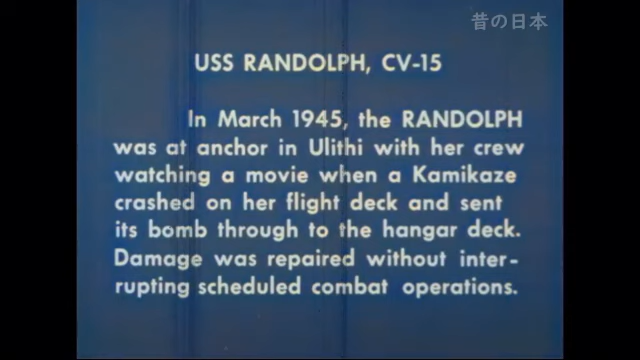 昔の日本
USS RANDOLPH, CV-15
In March 1945, the RANDOLPH
was at anchor in Ulithi with her crew
watching a movie when a Kamikaze
crashed on her flight deck and sent
its bomb through to the hangar deck.
Damage was repaired without inter-
rupting scheduled combat operations.